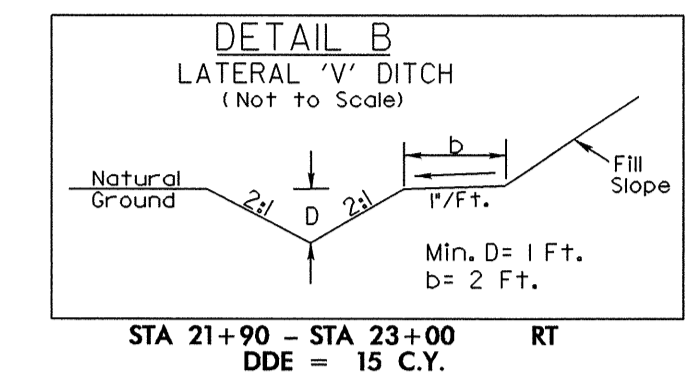 DETAIL B
LATERAL 'V' DITCH
(Not to Scale)
b
Natural
Ground
2:1
D
2:1
1"/Ft.
Fill
Slope
Min. D= 1 Ft.
b= 2 Ft.
STA 21+90 – STA 23+00 RT
DDE = 15 C.Y.